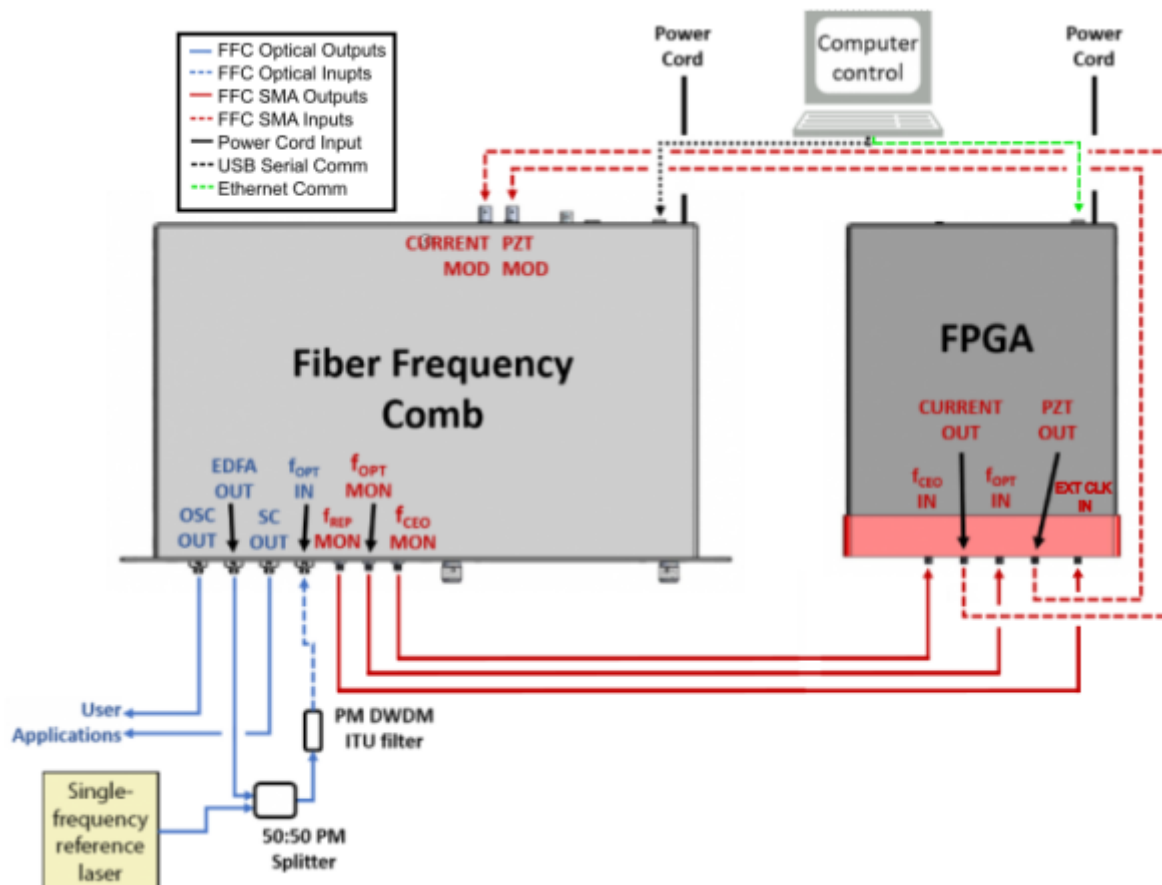 FFC Optical Outputs
FFC Optical Inupts
FFC SMA Outputs
FFC SMA Inputs
Power Cord Input
USB Serial Comm
Ethernet Comm
Power
Cord
Computer
control
Power
Cord
CURRENT
MOD
PZT
MOD
Fiber Frequency
Comb
FPGA
CURRENT
OUT
PZT
OUT
fCEO
IN
fOPT
IN
EXT CLK
IN
OSC
OUT
EDFA
OUT
SC
OUT
fOPT
IN
fREP
MON
fOPT
MON
fCEO
MON
User
Applications
PM DWDM
ITU filter
Single-
frequency
reference
laser
50:50 PM
Splitter